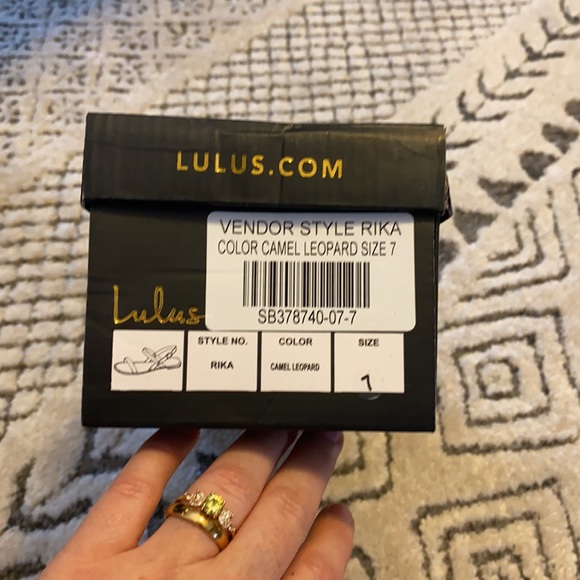 LULUS.COM
VENDOR STYLE RIKA
COLOR CAMEL LEOPARD SIZE 7
SB378740-07-7
Lulus
STYLE NO.
RIKA
COLOR
CAMEL LEOPARD
SIZE
7